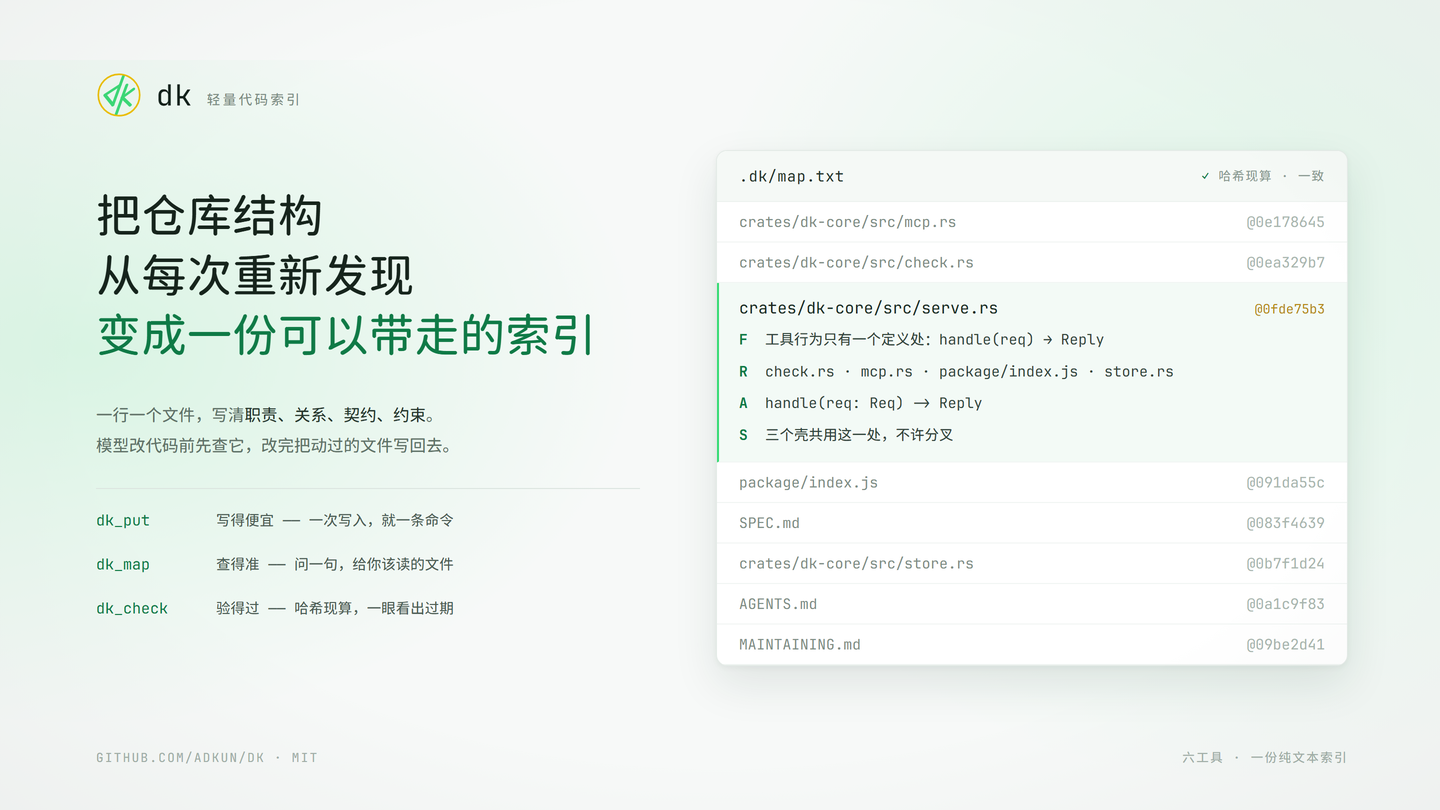 dk 轻量代码索引
把仓库结构
从每次重新发现
变成一份可以带走的索引
一行一个文件，写清职责、关系、契约、约束。
模型改代码前先查它，改完把动过的文件写回去。
dk_put 写得便宜 — 一次写入，就一条命令
dk_map 查得准 — 问一句，给你该读的文件
dk_check 验得过 — 哈希现算，一眼看出过期
.dk/map.txt ✓ 哈希现算 · 一致
crates/dk-core/src/mcp.rs @0e178645
crates/dk-core/src/check.rs @0ea329b7
crates/dk-core/src/serve.rs @0fde75b3
F 工具行为只有一个定义处：handle(req) → Reply
R check.rs · mcp.rs · package/index.js · store.rs
A handle(req: Req) → Reply
S 三个壳共用这一处，不许分叉
package/index.js @091da55c
SPEC.md @083f4639
crates/dk-core/src/store.rs @0b7f1d24
AGENTS.md @0a1c9f83
MAINTAINING.md @09be2d41
GITHUB.COM/ADKUN/DK · MIT
六工具 · 一份纯文本索引